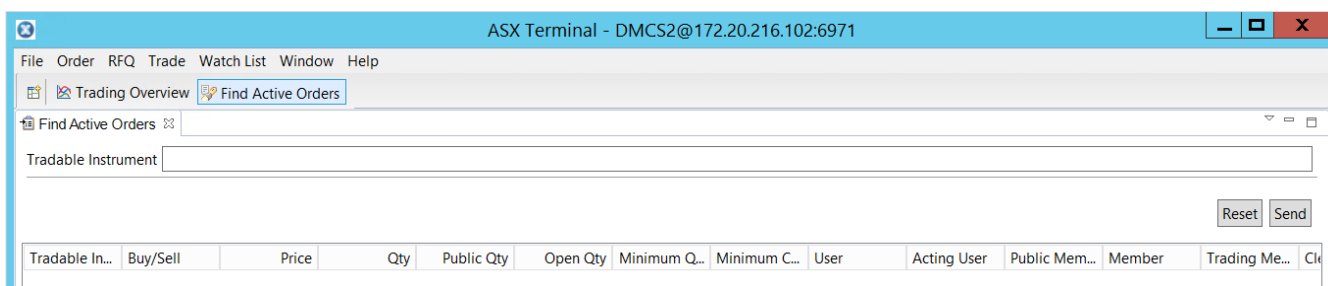 ASX Terminal - DMCS2@172.20.216.102:6971
File Order RFQ Trade Watch List Window Help
Trading Overview Find Active Orders
Find Active Orders
Tradable Instrument
Reset Send
Tradable In... Buy/Sell Price Qty Public Qty Open Qty Minimum Q... Minimum C... User Acting User Public Mem... Member Trading Me... Cle